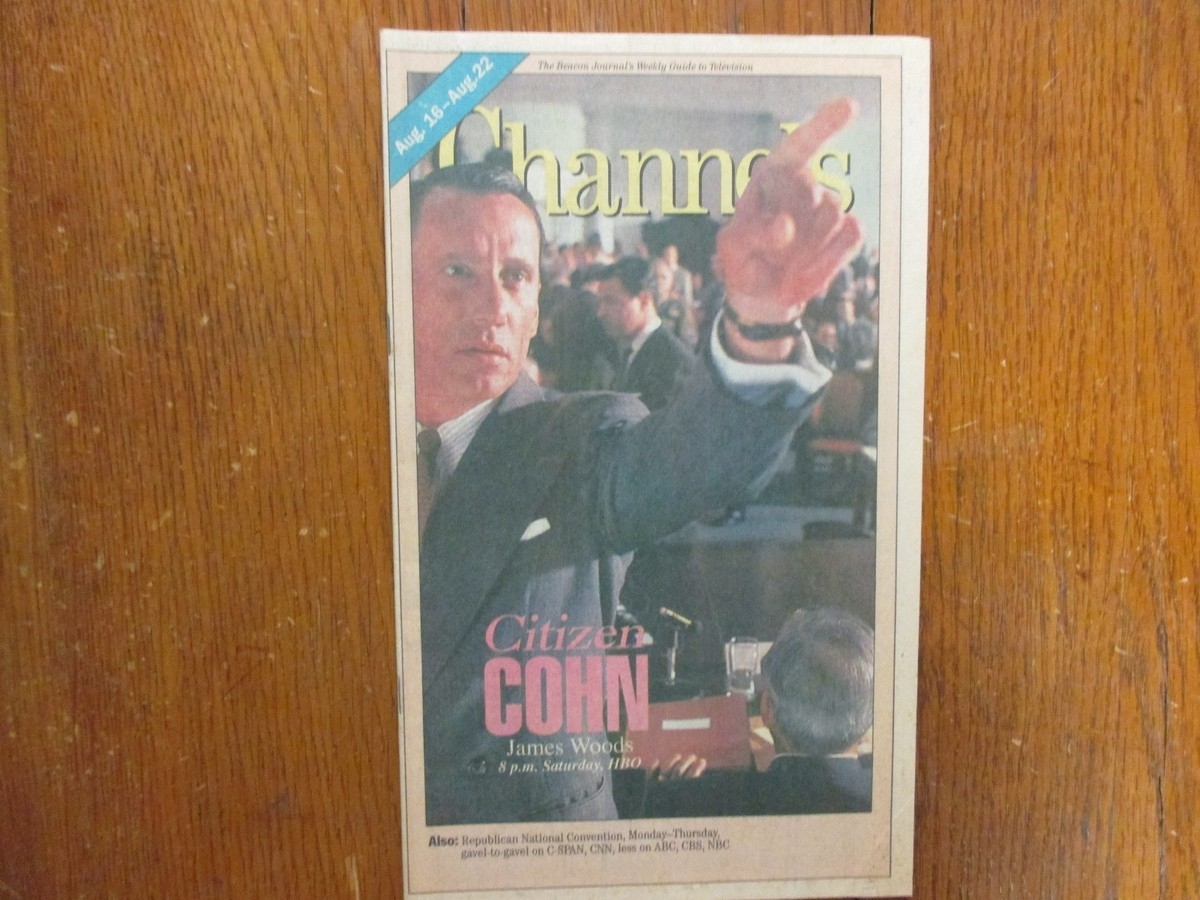 The Beacon Journal's Weekly Guide to Television
Aug. 16-Aug.22
Channels
Citizen
COHN
James Woods
8 p.m. Saturday, HBO
Also: Republican National Convention, Monday-Thursday,
gavel-to-gavel on C-SPAN, CNN, less on ABC, CBS, NBC